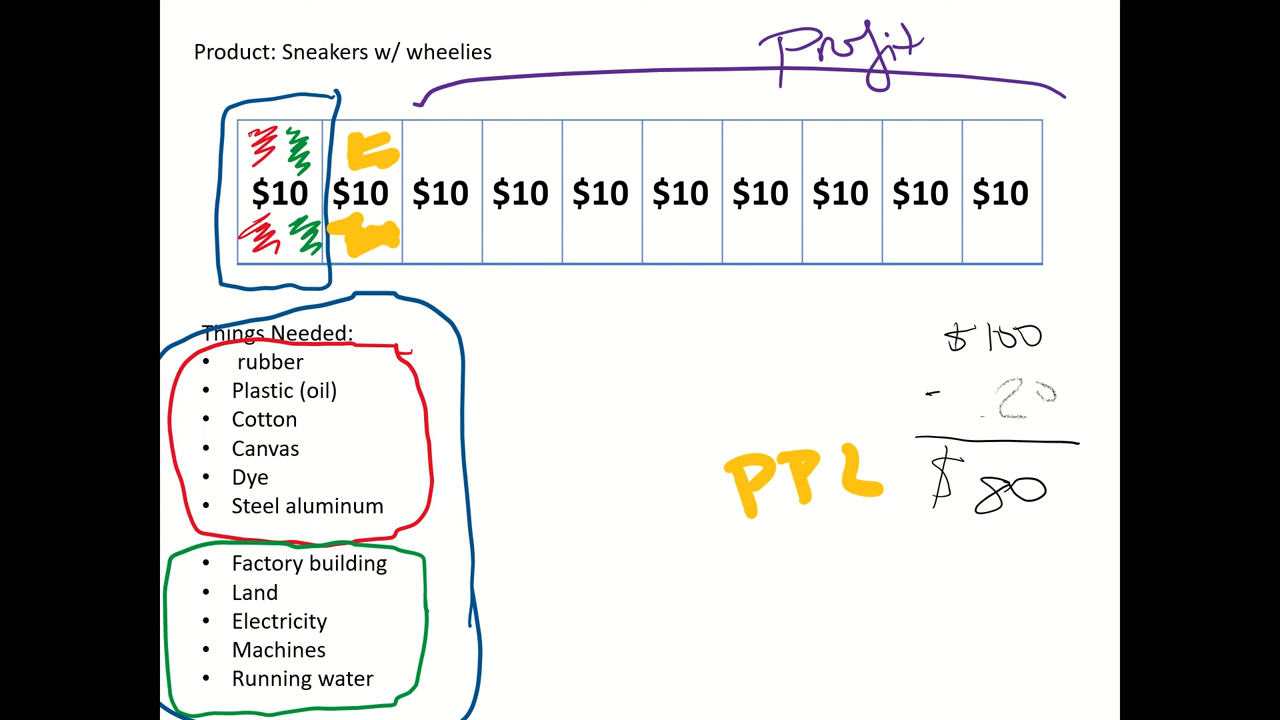 Product: Sneakers w/ wheelies
Profit
$10 $10 $10 $10 $10 $10 $10 $10 $10 $10
Things Needed:
• rubber
• Plastic (oil)
• Cotton
• Canvas
• Dye
• Steel aluminum
• Factory building
• Land
• Electricity
• Machines
• Running water
$100
- 20
$80
PPL